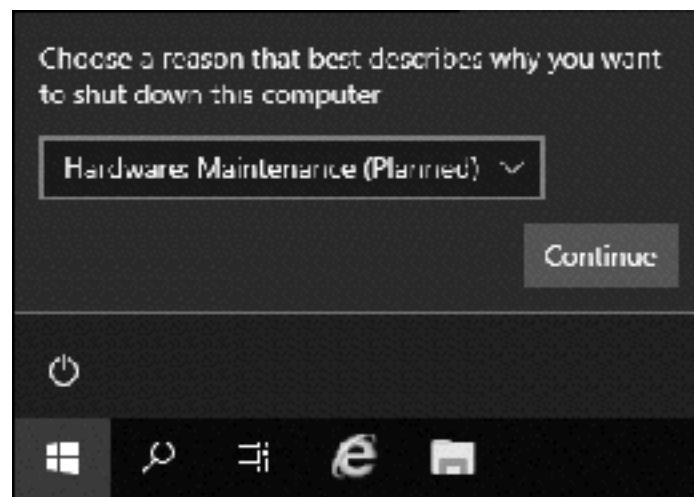 Choose a reason that best describes why you want
to shut down this computer
Hardware: Maintenance (Planned)
Continue